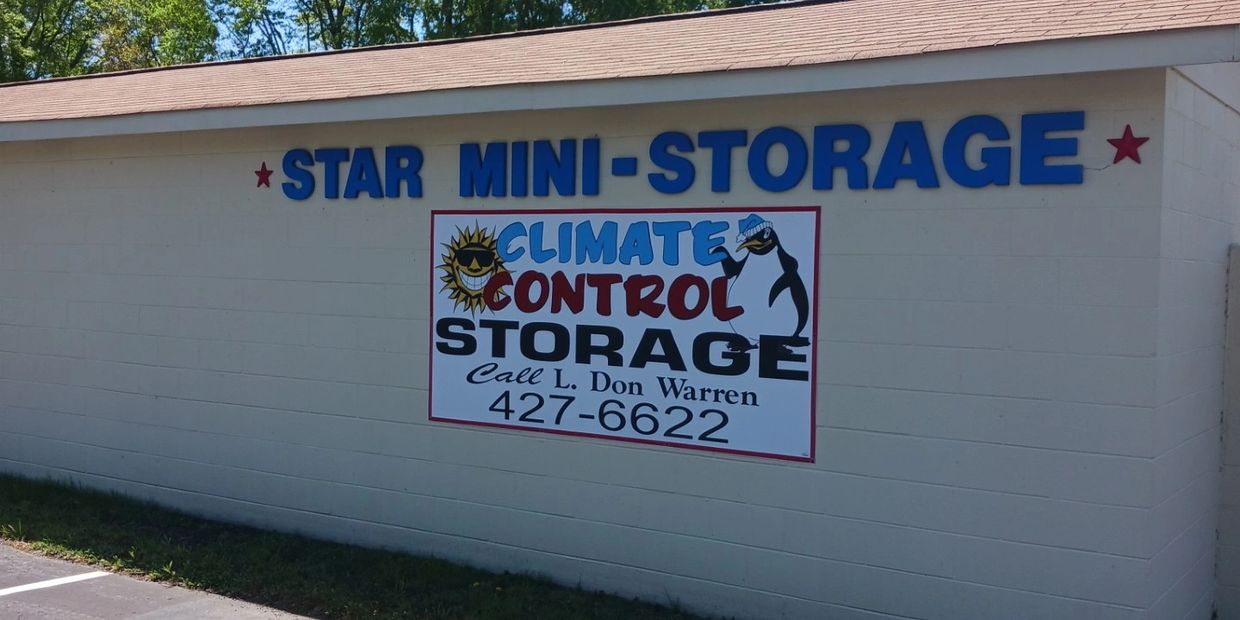 STAR MINI-STORAGE
CLIMATE
CONTROL
STORAGE
Call L. Don Warren
427-6622